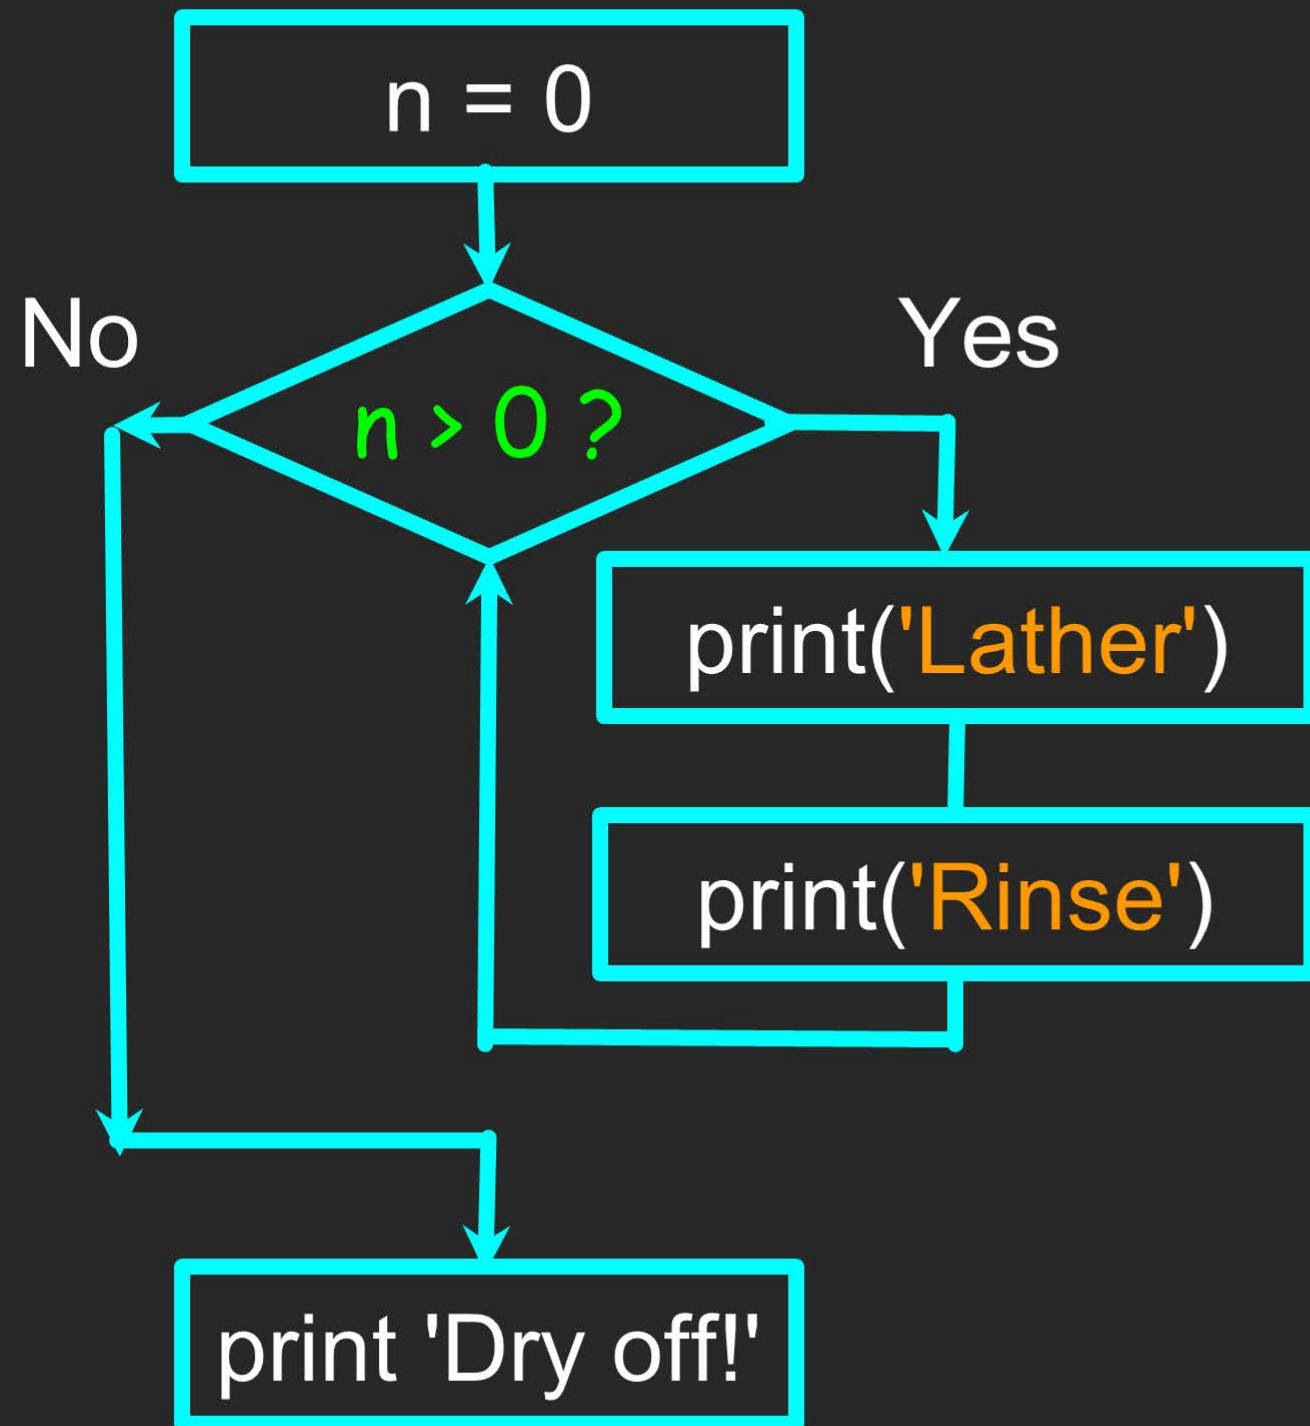 n = 0
No
Yes
n > 0 ?
print('Lather')
print('Rinse')
print 'Dry off!'